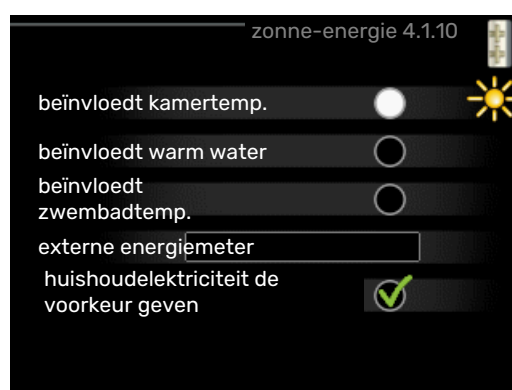 zonne-energie 4.1.10
beïnvloedt kamertemp.
beïnvloedt warm water
beïnvloedt
zwembadtemp.
externe energiemeter
huishoudelektriciteit de
voorkeur geven